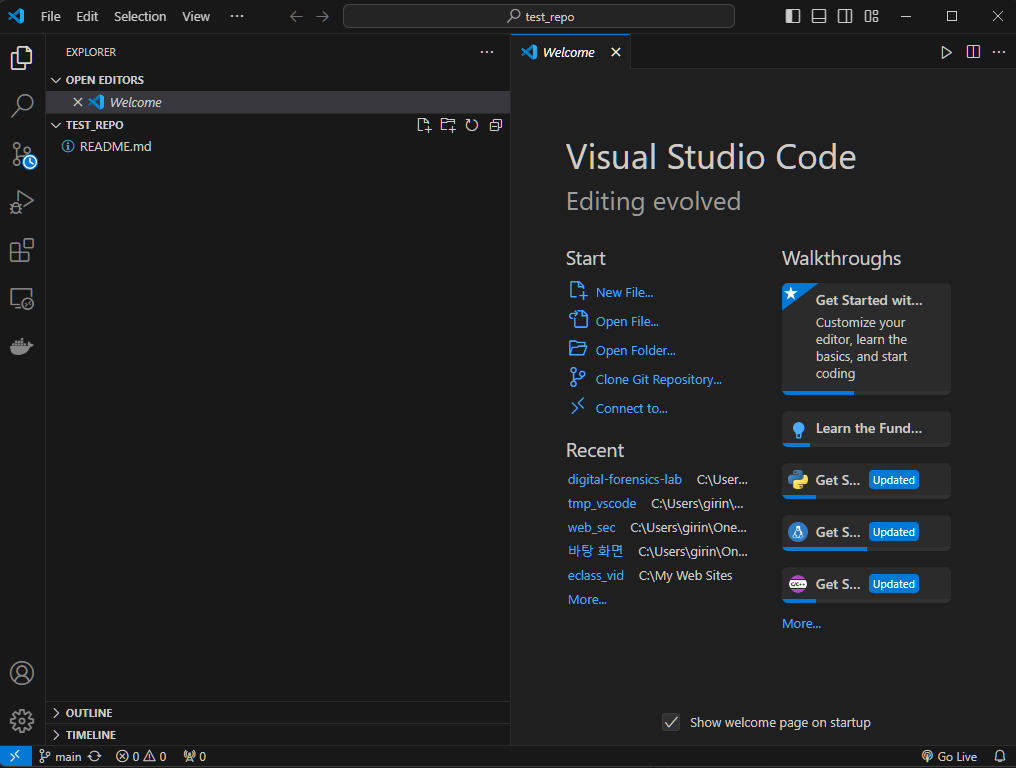 File Edit Selection View ··· test_repo
EXPLORER ···
OPEN EDITORS
Welcome
TEST_REPO
README.md
OUTLINE
TIMELINE
Welcome
Visual Studio Code
Editing evolved
Start
New File...
Open File...
Open Folder...
Clone Git Repository...
Connect to...
Recent
digital-forensics-lab C:\User...
tmp_vscode C:\Users\girin\...
web_sec C:\Users\girin\One...
바탕 화면 C:\Users\girin\On...
eclass_vid C:\My Web Sites
More...
Walkthroughs
Get Started wit...
Customize your
editor, learn the
basics, and start
coding
Learn the Fund...
Get S... Updated
Get S... Updated
C/C++ Get S... Updated
More...
Show welcome page on startup
main 0 0 0 Go Live